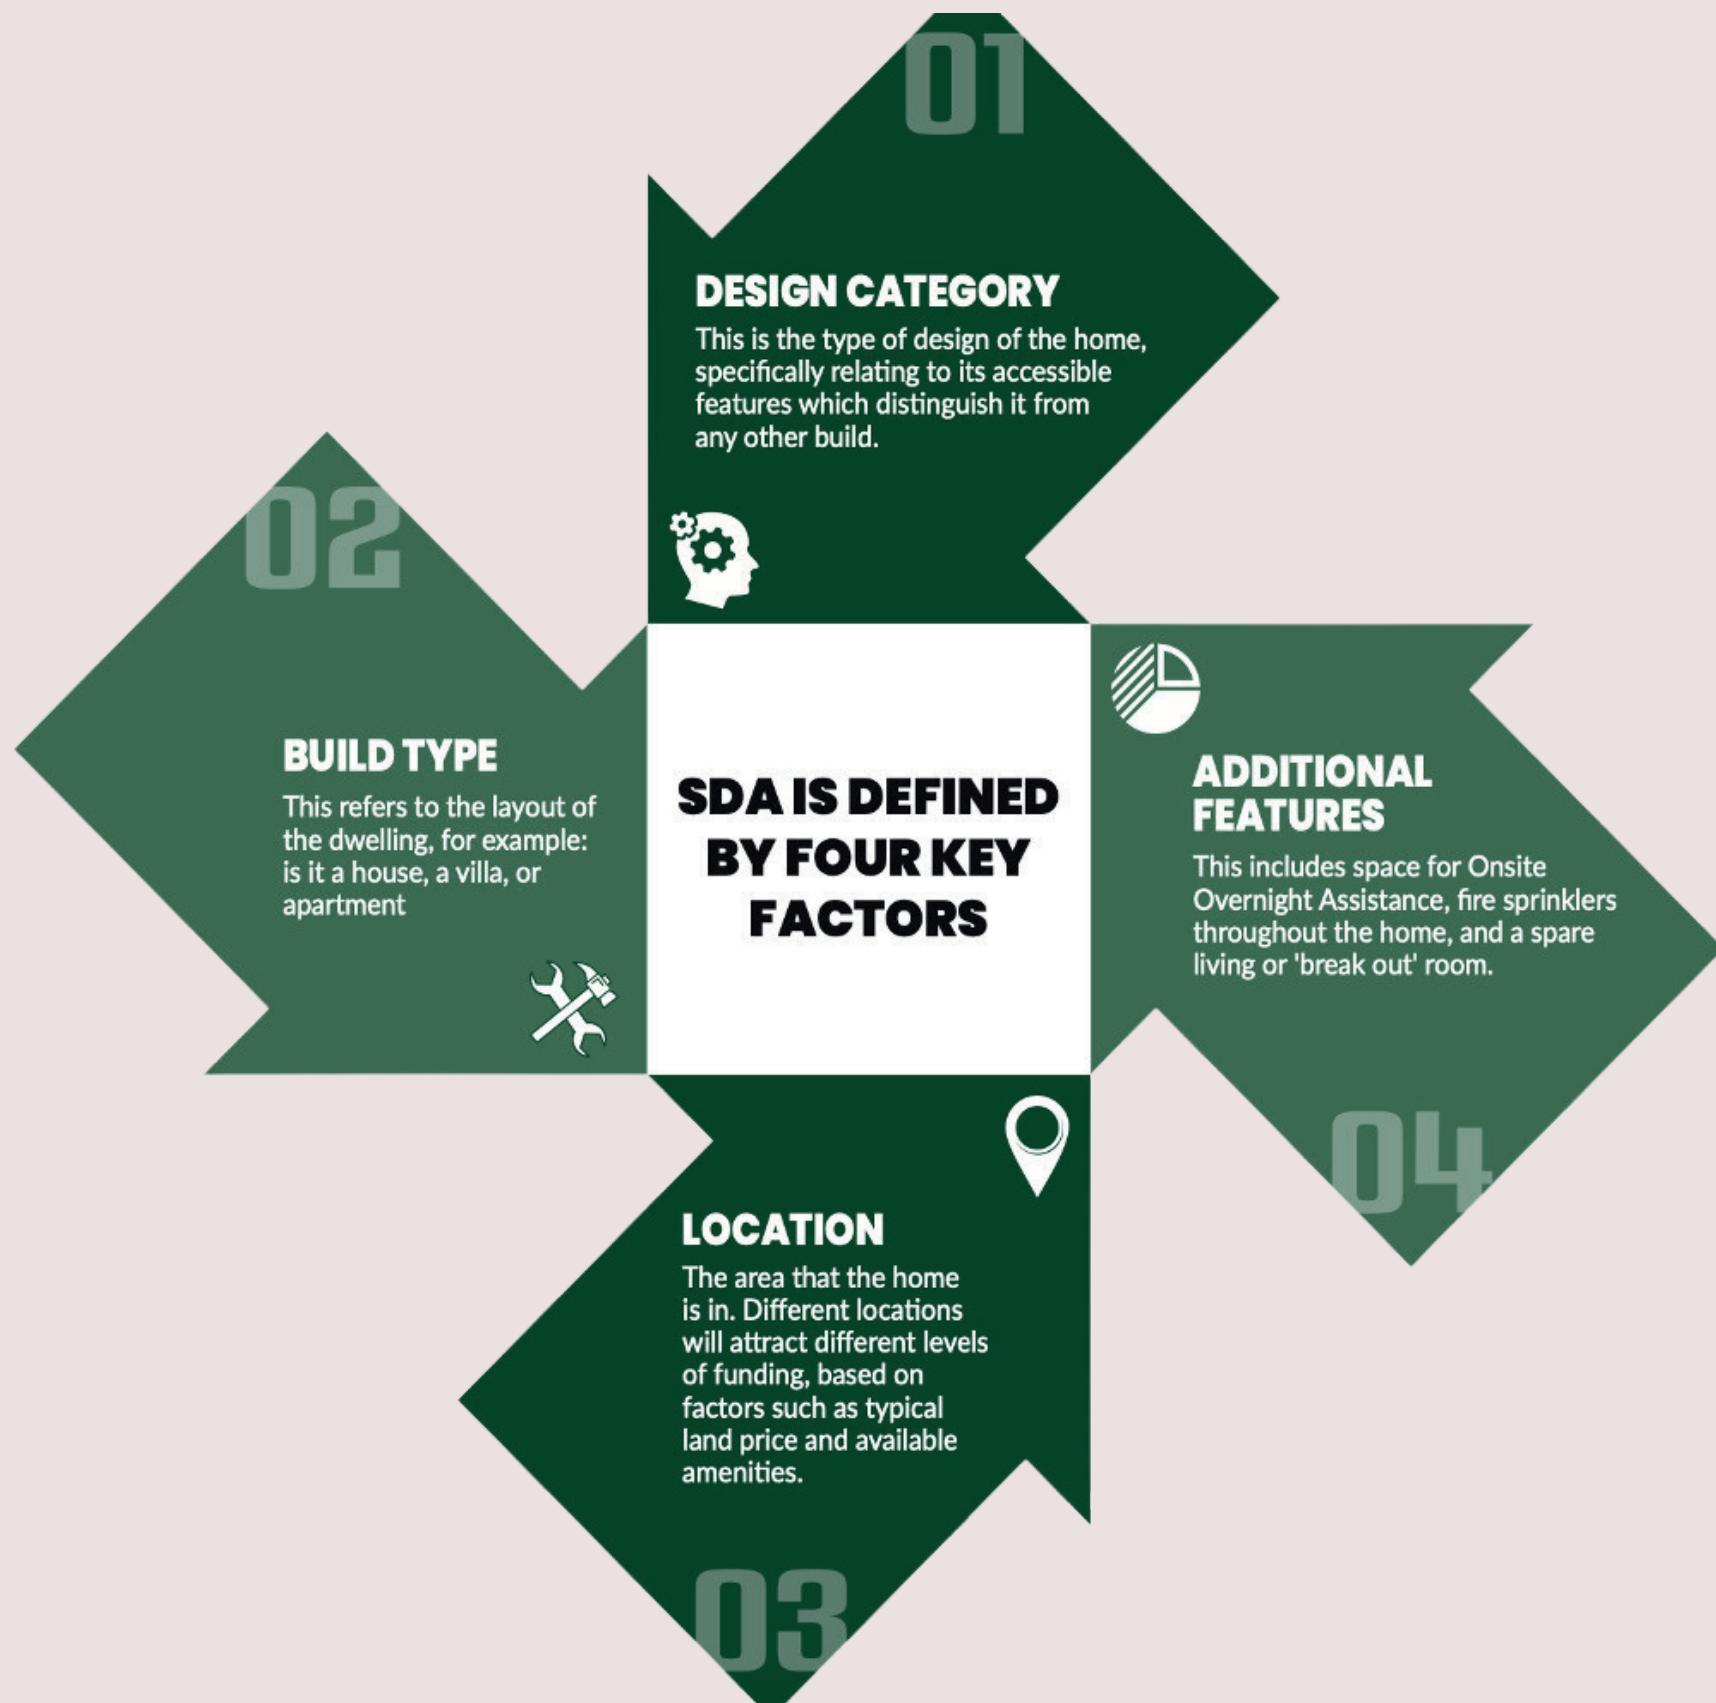 01
DESIGN CATEGORY
This is the type of design of the home,
specifically relating to its accessible
features which distinguish it from
any other build.
02
BUILD TYPE
This refers to the layout of
the dwelling, for example:
is it a house, a villa, or
apartment
SDA IS DEFINED
BY FOUR KEY
FACTORS
LOCATION
The area that the home
is in. Different locations
will attract different levels
of funding, based on
factors such as typical
land price and available
amenities.
03
ADDITIONAL
FEATURES
This includes space for Onsite
Overnight Assistance, fire sprinklers
throughout the home, and a spare
living or 'break out' room.
04